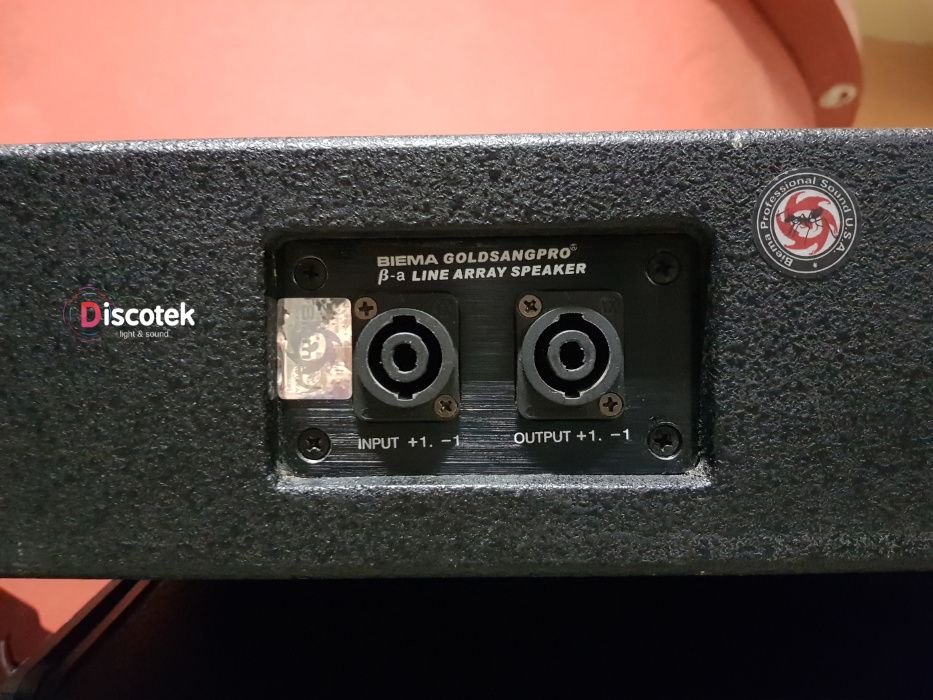 BIEMA GOLDSANGPRO®
β-a LINE ARRAY SPEAKER
Biema Professional Sound U.S.A.
Discotek
light & sound
INPUT +1. -1
OUTPUT +1. -1